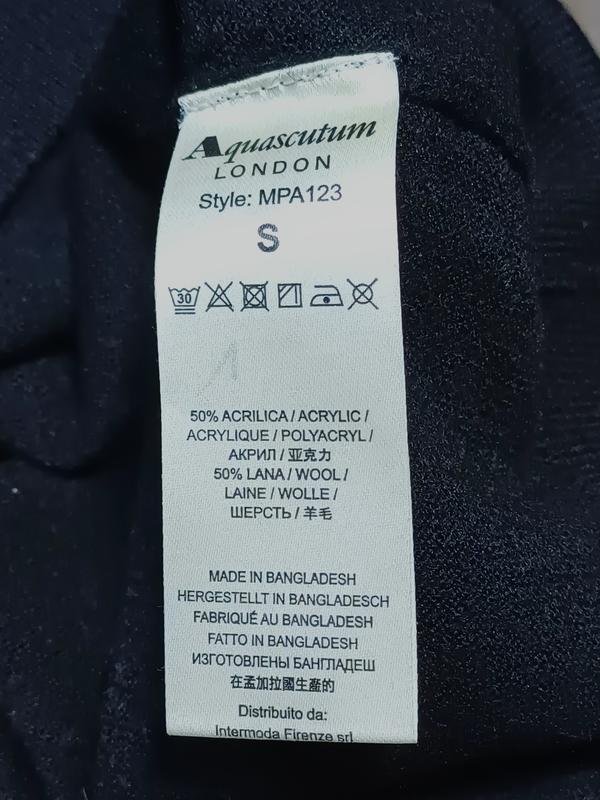 Aquascutum
LONDON
Style: MPA123
S
30
50% ACRILICA / ACRYLIC /
ACRYLIQUE / POLYACRYL /
АКРИЛ / 亚克力
50% LANA / WOOL /
LAINE / WOLLE /
ШЕРСТЬ / 羊毛
MADE IN BANGLADESH
HERGESTELLT IN BANGLADESCH
FABRIQUÉ AU BANGLADESH
FATTO IN BANGLADESH
ИЗГОТОВЛЕНЫ БАНГЛАДЕШ
在孟加拉國生產的
Distribuito da:
Intermoda Firenze srl